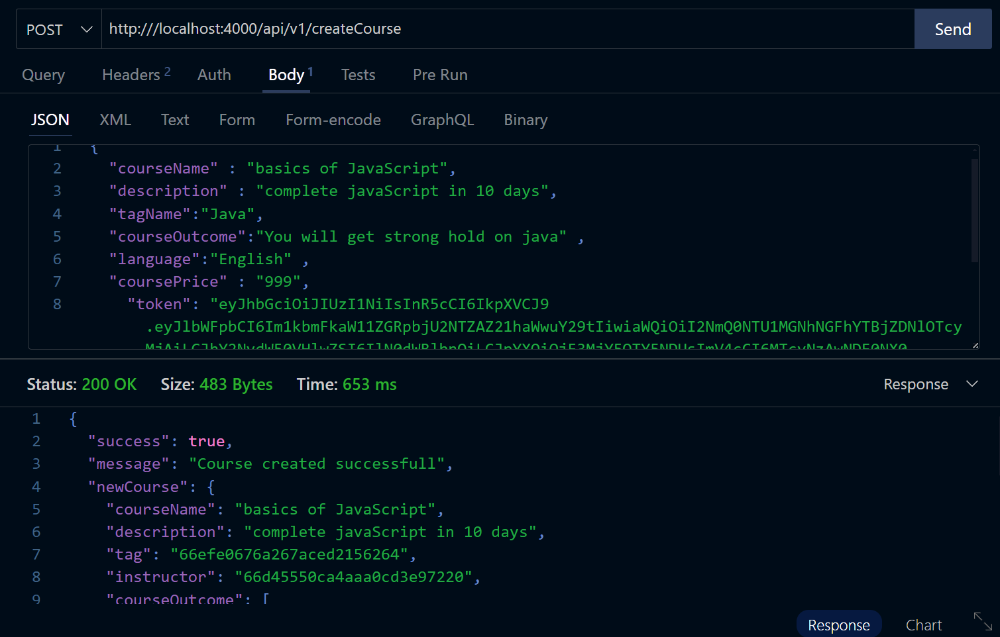 POST http:///localhost:4000/api/v1/createCourse Send
Query Headers 2 Auth Body 1 Tests Pre Run
JSON XML Text Form Form-encode GraphQL Binary
1 {
2 "courseName" : "basics of JavaScript",
3 "description" : "complete javaScript in 10 days",
4 "tagName":"Java",
5 "courseOutcome":"You will get strong hold on java" ,
6 "language":"English" ,
7 "coursePrice" : "999",
8 "token": "eyJhbGciOiJIUzI1NiIsInR5cCI6IkpXVCJ9
.eyJlbWFpbCI6Im1kbmFkaW11ZGRpbjU2NTZAZ21haWwuY29tIiwiaWQiOiI2NmQ0NTU1MGNhNGFhYTBjZDNlOTcy
Status: 200 OK Size: 483 Bytes Time: 653 ms Response
1 {
2 "success": true,
3 "message": "Course created successfull",
4 "newCourse": {
5 "courseName": "basics of JavaScript",
6 "description": "complete javaScript in 10 days",
7 "tag": "66efe0676a267aced2156264",
8 "instructor": "66d45550ca4aaa0cd3e97220",
9 "courseOutcome": [
Response Chart